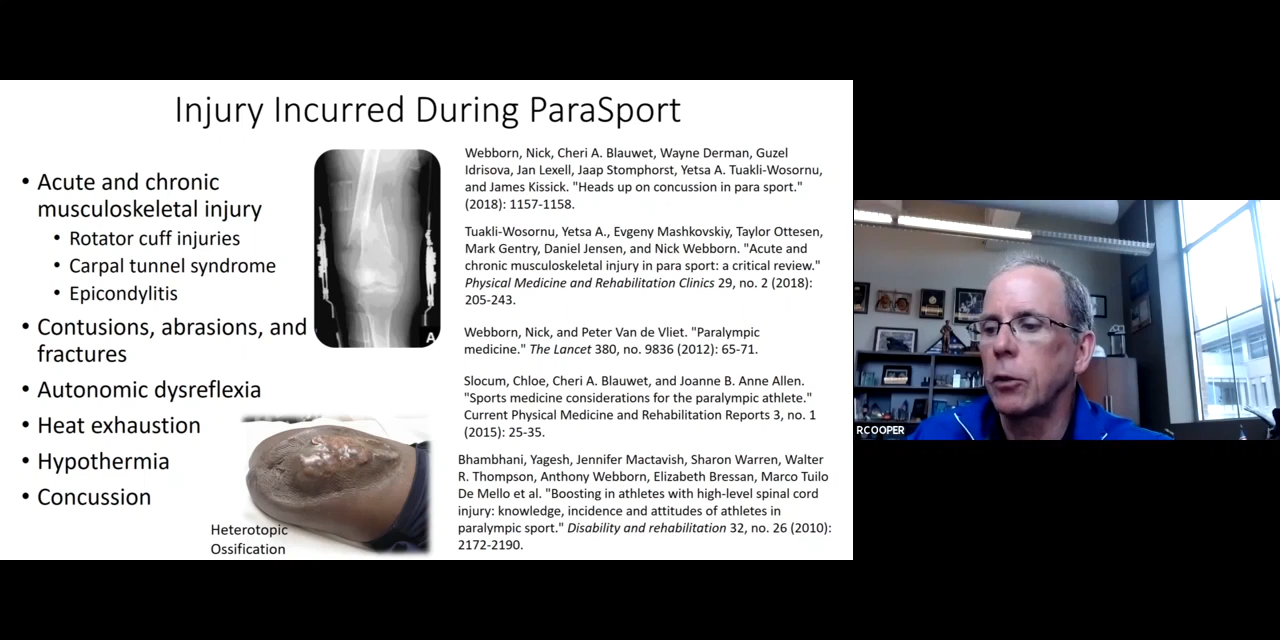 Injury Incurred During ParaSport
• Acute and chronic
musculoskeletal injury
• Rotator cuff injuries
• Carpal tunnel syndrome
• Epicondylitis
• Contusions, abrasions, and
fractures
• Autonomic dysreflexia
• Heat exhaustion
• Hypothermia
• Concussion
A
Heterotopic
Ossification
Webborn, Nick, Cheri A. Blauwet, Wayne Derman, Guzel
Idrisova, Jan Lexell, Jaap Stomphorst, Yetsa A. Tuakli-Wosornu,
and James Kissick. "Heads up on concussion in para sport."
(2018): 1157-1158.
Tuakli-Wosornu, Yetsa A., Evgeny Mashkovskiy, Taylor Ottesen,
Mark Gentry, Daniel Jensen, and Nick Webborn. "Acute and
chronic musculoskeletal injury in para sport: a critical review."
Physical Medicine and Rehabilitation Clinics 29, no. 2 (2018):
205-243.
Webborn, Nick, and Peter Van de Vliet. "Paralympic
medicine." The Lancet 380, no. 9836 (2012): 65-71.
Slocum, Chloe, Cheri A. Blauwet, and Joanne B. Anne Allen.
"Sports medicine considerations for the paralympic athlete."
Current Physical Medicine and Rehabilitation Reports 3, no. 1
(2015): 25-35.
Bhambhani, Yagesh, Jennifer Mactavish, Sharon Warren, Walter
R. Thompson, Anthony Webborn, Elizabeth Bressan, Marco Tuilo
De Mello et al. "Boosting in athletes with high-level spinal cord
injury: knowledge, incidence and attitudes of athletes in
paralympic sport." Disability and rehabilitation 32, no. 26 (2010):
2172-2190.
RCOOPER